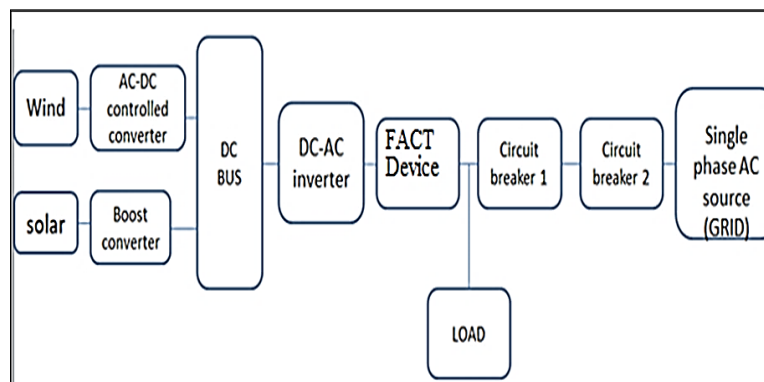 Wind
AC-DC
controlled
converter
solar
Boost
converter
DC
BUS
DC-AC
inverter
FACT
Device
Circuit
breaker 1
Circuit
breaker 2
Single
phase AC
source
(GRID)
LOAD